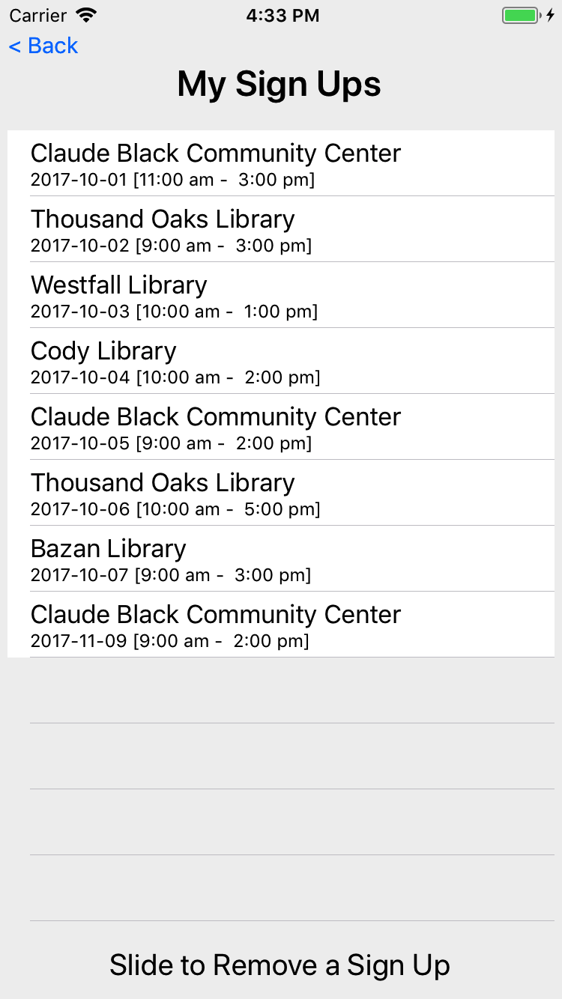 Carrier 4:33 PM
< Back
My Sign Ups
Claude Black Community Center
2017-10-01 [11:00 am -  3:00 pm]
Thousand Oaks Library
2017-10-02 [9:00 am -  3:00 pm]
Westfall Library
2017-10-03 [10:00 am -  1:00 pm]
Cody Library
2017-10-04 [10:00 am -  2:00 pm]
Claude Black Community Center
2017-10-05 [9:00 am -  2:00 pm]
Thousand Oaks Library
2017-10-06 [10:00 am -  5:00 pm]
Bazan Library
2017-10-07 [9:00 am -  3:00 pm]
Claude Black Community Center
2017-11-09 [9:00 am -  2:00 pm]
Slide to Remove a Sign Up